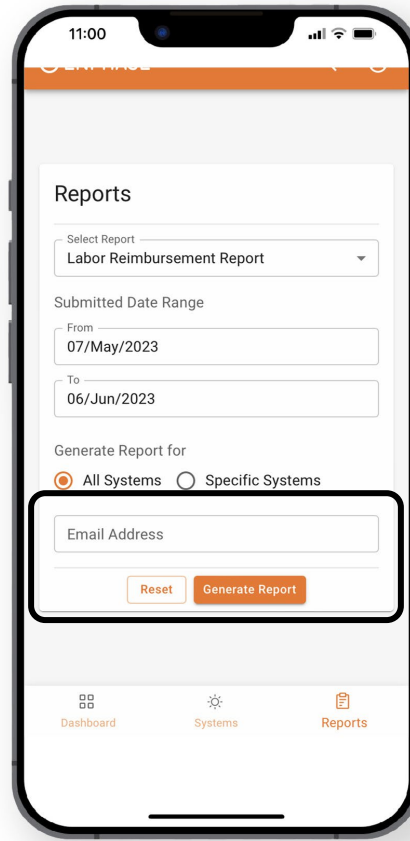 11:00
Reports
Select Report
Labor Reimbursement Report
Submitted Date Range
From
07/May/2023
To
06/Jun/2023
Generate Report for
All Systems Specific Systems
Email Address
Reset Generate Report
Dashboard Systems Reports